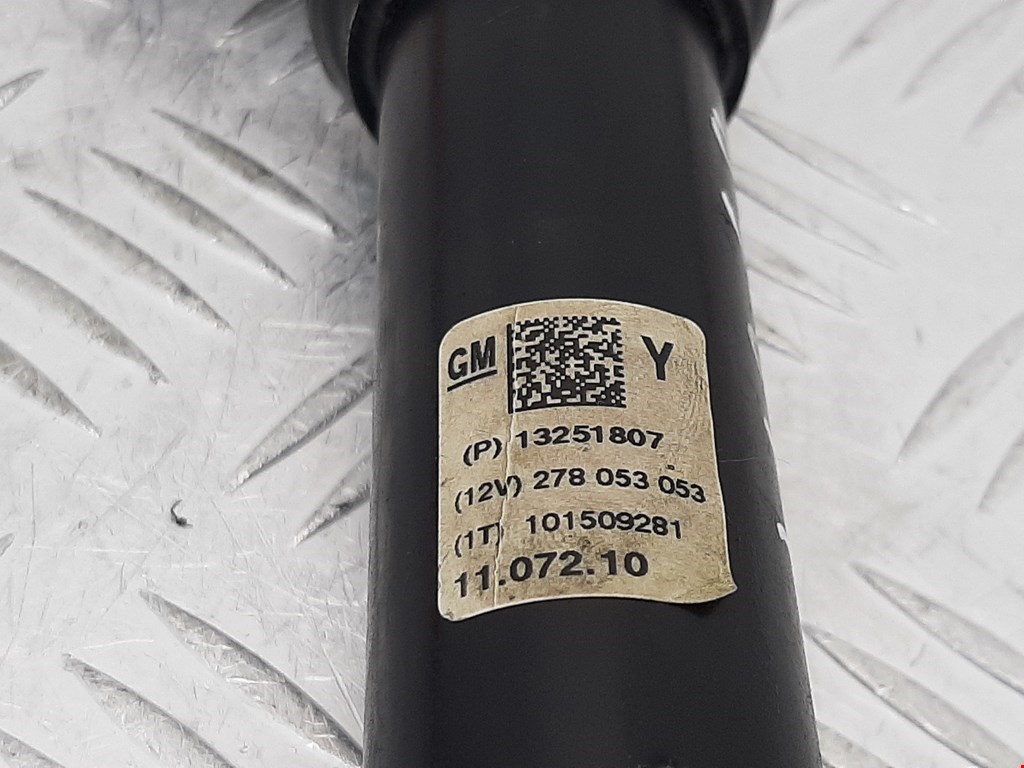 GM Y
(P) 13251807
(12V) 278 053 053
(1T) 101509281
11.072.10